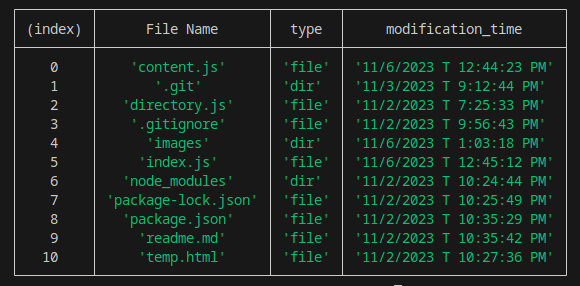 (index) File Name type modification_time
0 'content.js' 'file' '11/6/2023 T 12:44:23 PM'
1 '.git' 'dir' '11/3/2023 T 9:12:44 PM'
2 'directory.js' 'file' '11/2/2023 T 7:25:33 PM'
3 '.gitignore' 'file' '11/2/2023 T 9:56:43 PM'
4 'images' 'dir' '11/6/2023 T 1:03:18 PM'
5 'index.js' 'file' '11/6/2023 T 12:45:12 PM'
6 'node_modules' 'dir' '11/2/2023 T 10:24:44 PM'
7 'package-lock.json' 'file' '11/2/2023 T 10:25:49 PM'
8 'package.json' 'file' '11/2/2023 T 10:35:29 PM'
9 'readme.md' 'file' '11/2/2023 T 10:35:42 PM'
10 'temp.html' 'file' '11/2/2023 T 10:27:36 PM'